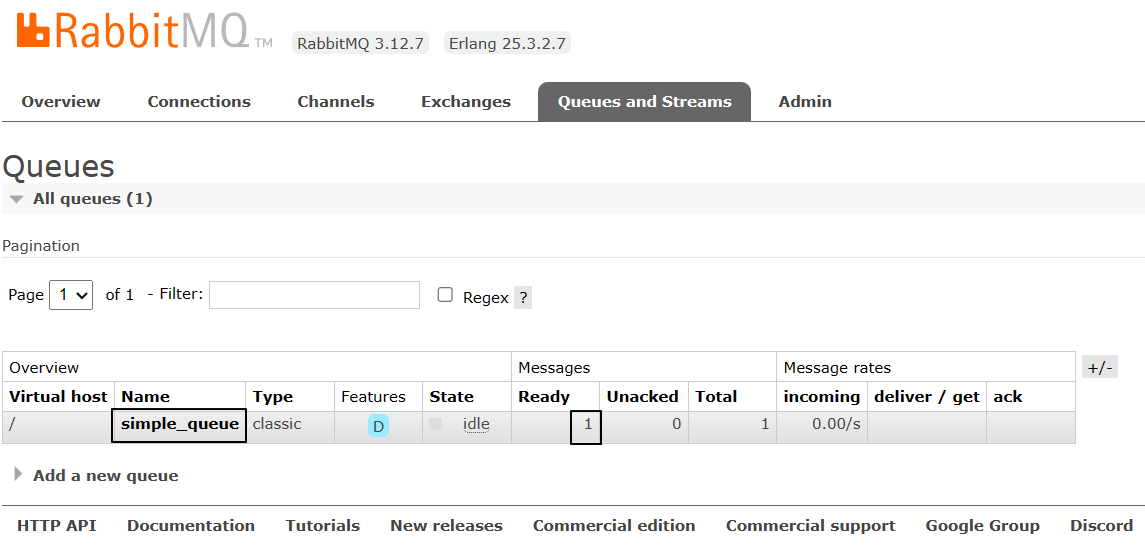 RabbitMQ TM RabbitMQ 3.12.7 Erlang 25.3.2.7
Overview Connections Channels Exchanges Queues and Streams Admin
Queues
All queues (1)
Pagination
Page 1 of 1 - Filter: Regex ?
Overview Messages Message rates +/-
Virtual host Name Type Features State Ready Unacked Total incoming deliver / get ack
/ simple_queue classic D idle 1 0 1 0.00/s
Add a new queue
HTTP API Documentation Tutorials New releases Commercial edition Commercial support Google Group Discord